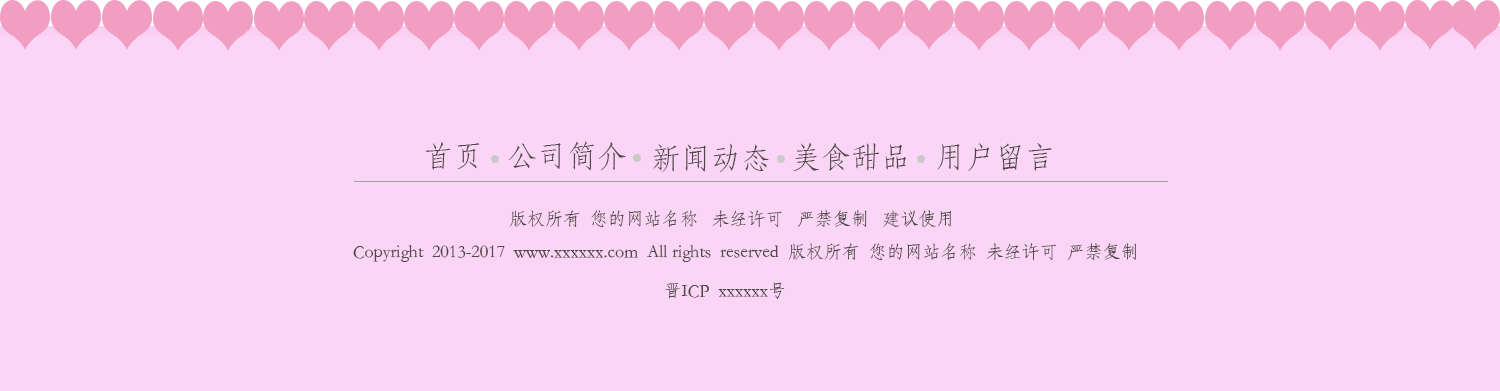 首页•公司简介•新闻动态•美食甜品•用户留言
版权所有 您的网站名称 未经许可 严禁复制 建议使用
Copyright 2013-2017 www.xxxxxx.com All rights reserved 版权所有 您的网站名称 未经许可 严禁复制
晋ICP xxxxxx号